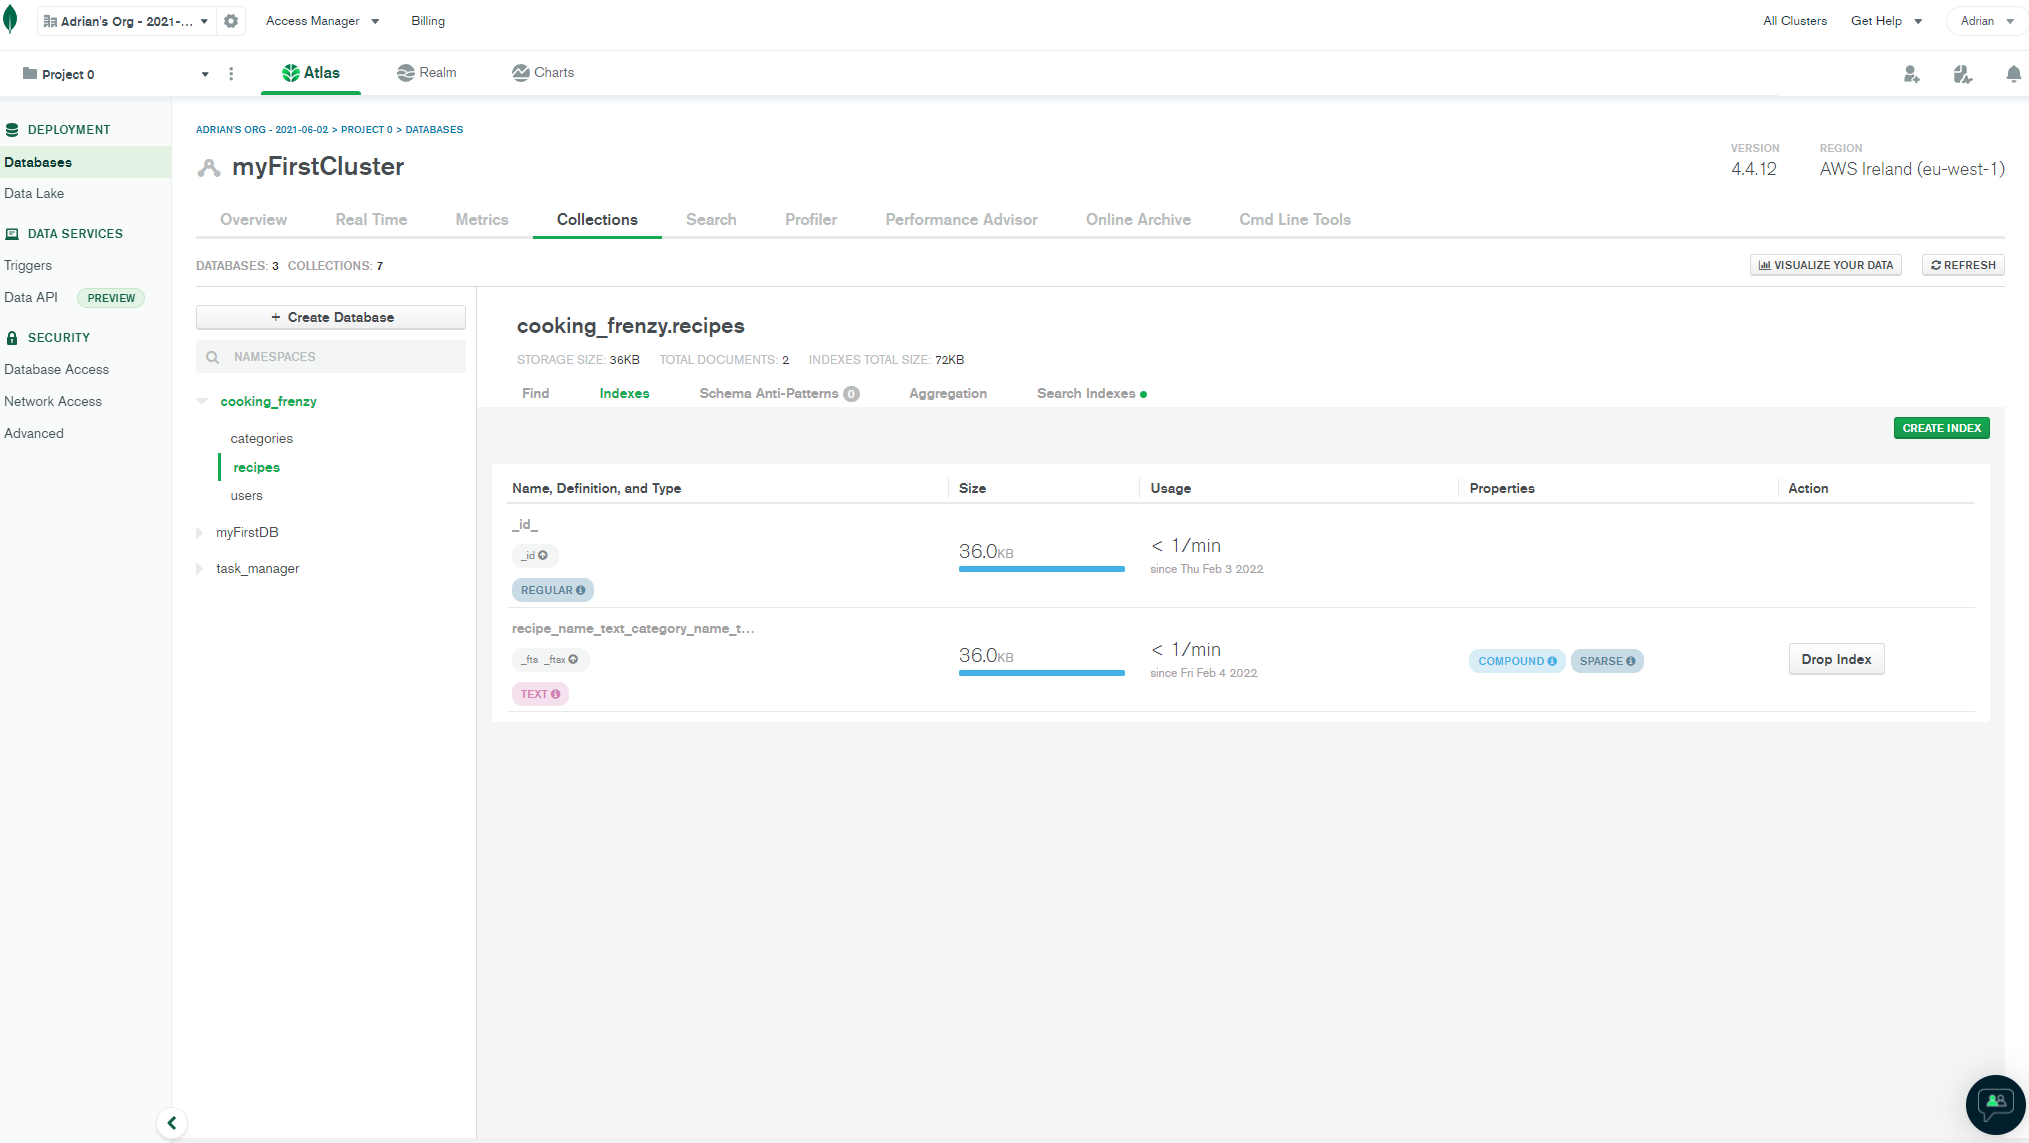 Adrian's Org - 2021-...
Access Manager
Billing
All Clusters
Get Help
Adrian
Project 0
Atlas
Realm
Charts
DEPLOYMENT
Databases
Data Lake
DATA SERVICES
Triggers
Data API PREVIEW
SECURITY
Database Access
Network Access
Advanced
ADRIAN'S ORG - 2021-06-02 > PROJECT 0 > DATABASES
myFirstCluster
VERSION
4.4.12
REGION
AWS Ireland (eu-west-1)
Overview
Real Time
Metrics
Collections
Search
Profiler
Performance Advisor
Online Archive
Cmd Line Tools
DATABASES: 3 COLLECTIONS: 7
VISUALIZE YOUR DATA
REFRESH
+ Create Database
NAMESPACES
cooking_frenzy
categories
recipes
users
myFirstDB
task_manager
cooking_frenzy.recipes
STORAGE SIZE: 36KB TOTAL DOCUMENTS: 2 INDEXES TOTAL SIZE: 72KB
Find
Indexes
Schema Anti-Patterns 0
Aggregation
Search Indexes
CREATE INDEX
Name, Definition, and Type
Size
Usage
Properties
Action
_id_
_id
REGULAR
36.0KB
< 1/min
since Thu Feb 3 2022
recipe_name_text_category_name_t...
_fts _ftsx
TEXT
36.0KB
< 1/min
since Fri Feb 4 2022
COMPOUND
SPARSE
Drop Index